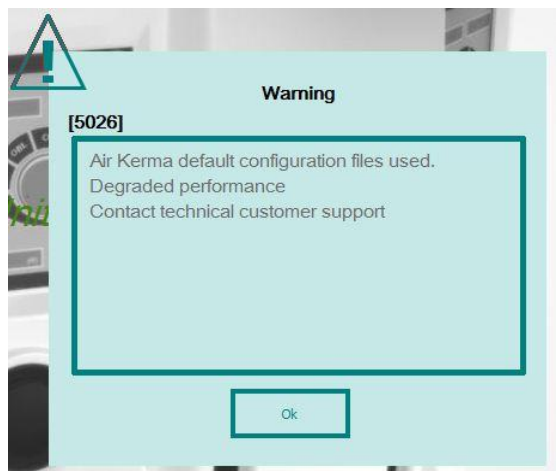 Warning
[5026]
Air Kerma default configuration files used.
Degraded performance
Contact technical customer support
Ok